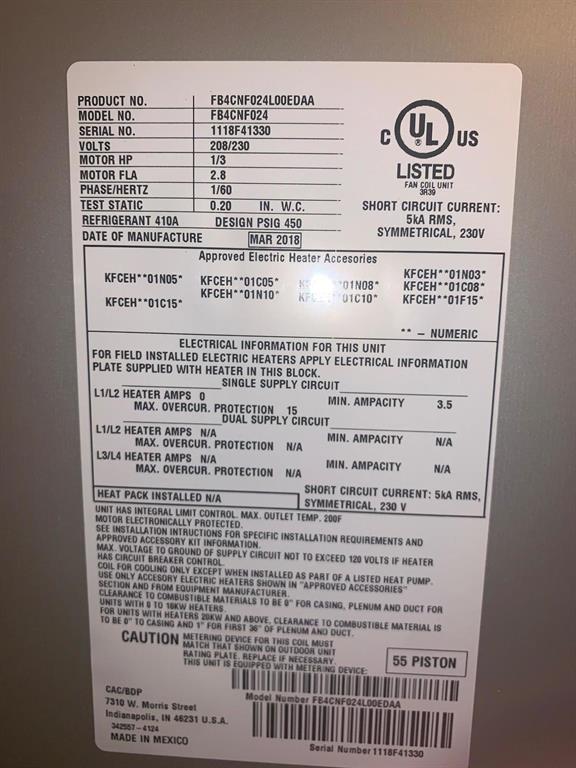 PRODUCT NO. FB4CNF024L00EDAA
MODEL NO. FB4CNF024
SERIAL NO. 1118F41330
VOLTS 208/230
MOTOR HP 1/3
MOTOR FLA 2.8
PHASE/HERTZ 1/60
TEST STATIC 0.20 IN. W.C.
REFRIGERANT 410A DESIGN PSIG 450
DATE OF MANUFACTURE MAR 2018
C UL US
LISTED
FAN COIL UNIT
3R39
SHORT CIRCUIT CURRENT:
5kA RMS,
SYMMETRICAL, 230V
Approved Electric Heater Accesories
KFCEH**01N05* KFCEH**01C05* 01N08* KFCEH**01N03*
KFCEH**01C15* KFCEH**01N10* 01C10* KFCEH**01C08*
KFCEH**01F15*
** - NUMERIC
ELECTRICAL INFORMATION FOR THIS UNIT
FOR FIELD INSTALLED ELECTRIC HEATERS APPLY ELECTRICAL INFORMATION
PLATE SUPPLIED WITH HEATER IN THIS BLOCK.
SINGLE SUPPLY CIRCUIT
L1/L2 HEATER AMPS 0 MIN. AMPACITY 3.5
MAX. OVERCUR. PROTECTION 15
DUAL SUPPLY CIRCUIT
L1/L2 HEATER AMPS N/A MIN. AMPACITY N/A
MAX. OVERCUR. PROTECTION N/A
L3/L4 HEATER AMPS N/A MIN. AMPACITY N/A
MAX. OVERCUR. PROTECTION N/A
HEAT PACK INSTALLED N/A
SHORT CIRCUIT CURRENT: 5kA RMS,
SYMMETRICAL, 230 V
UNIT HAS INTEGRAL LIMIT CONTROL. MAX. OUTLET TEMP. 200F
MOTOR ELECTRONICALLY PROTECTED.
SEE INSTALLATION INTRUCTIONS FOR SPECIFIC INSTALLATION REQUIREMENTS AND
APPROVED ACCESSORY KIT INFORMATION.
MAX. VOLTAGE TO GROUND OF SUPPLY CIRCUIT NOT TO EXCEED 120 VOLTS IF HEATER
HAS CIRCUIT BREAKER CONTROL.
COIL FOR COOLING ONLY EXCEPT WHEN INSTALLED AS PART OF A LISTED HEAT PUMP.
USE ONLY ACCESORY ELECTRIC HEATERS SHOWN IN "APPROVED ACCESSORIES"
SECTION AND FROM EQUIPMENT MANUFACTURER.
CLEARANCE TO COMBUSTIBLE MATERIALS TO BE 0" FOR CASING, PLENUM AND DUCT FOR
UNITS WITH 0 TO 18KW HEATERS.
FOR UNITS WITH HEATERS 20KW AND ABOVE, CLEARANCE TO COMBUSTIBLE MATERIAL IS
TO BE 0" TO CASING AND 1" FOR FIRST 36" OF PLENUM AND DUCT.
CAUTION METERING DEVICE FOR THIS COIL MUST
MATCH THAT SHOWN ON OUTDOOR UNIT
RATING PLATE. REPLACE IF NECESSARY.
THIS UNIT IS EQUIPPED WITH METERING DEVICE:
55 PISTON
CAC/BDP
7310 W. Morris Street
Indianapolis, IN 46231 U.S.A.
342557-4124
MADE IN MEXICO
Model Number FB4CNF024L00EDAA
Serial Number 1118F41330